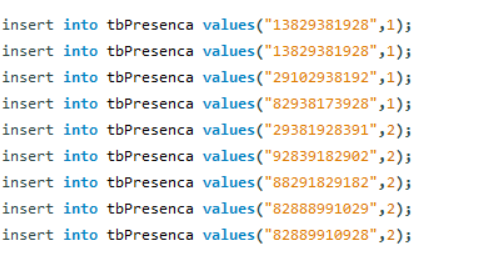 insert into tbPresenca values("13829381928",1);
insert into tbPresenca values("13829381928",1);
insert into tbPresenca values("29102938192",1);
insert into tbPresenca values("82938173928",1);
insert into tbPresenca values("29381928391",2);
insert into tbPresenca values("92839182902",2);
insert into tbPresenca values("88291829182",2);
insert into tbPresenca values("82888991029",2);
insert into tbPresenca values("82889910928",2);